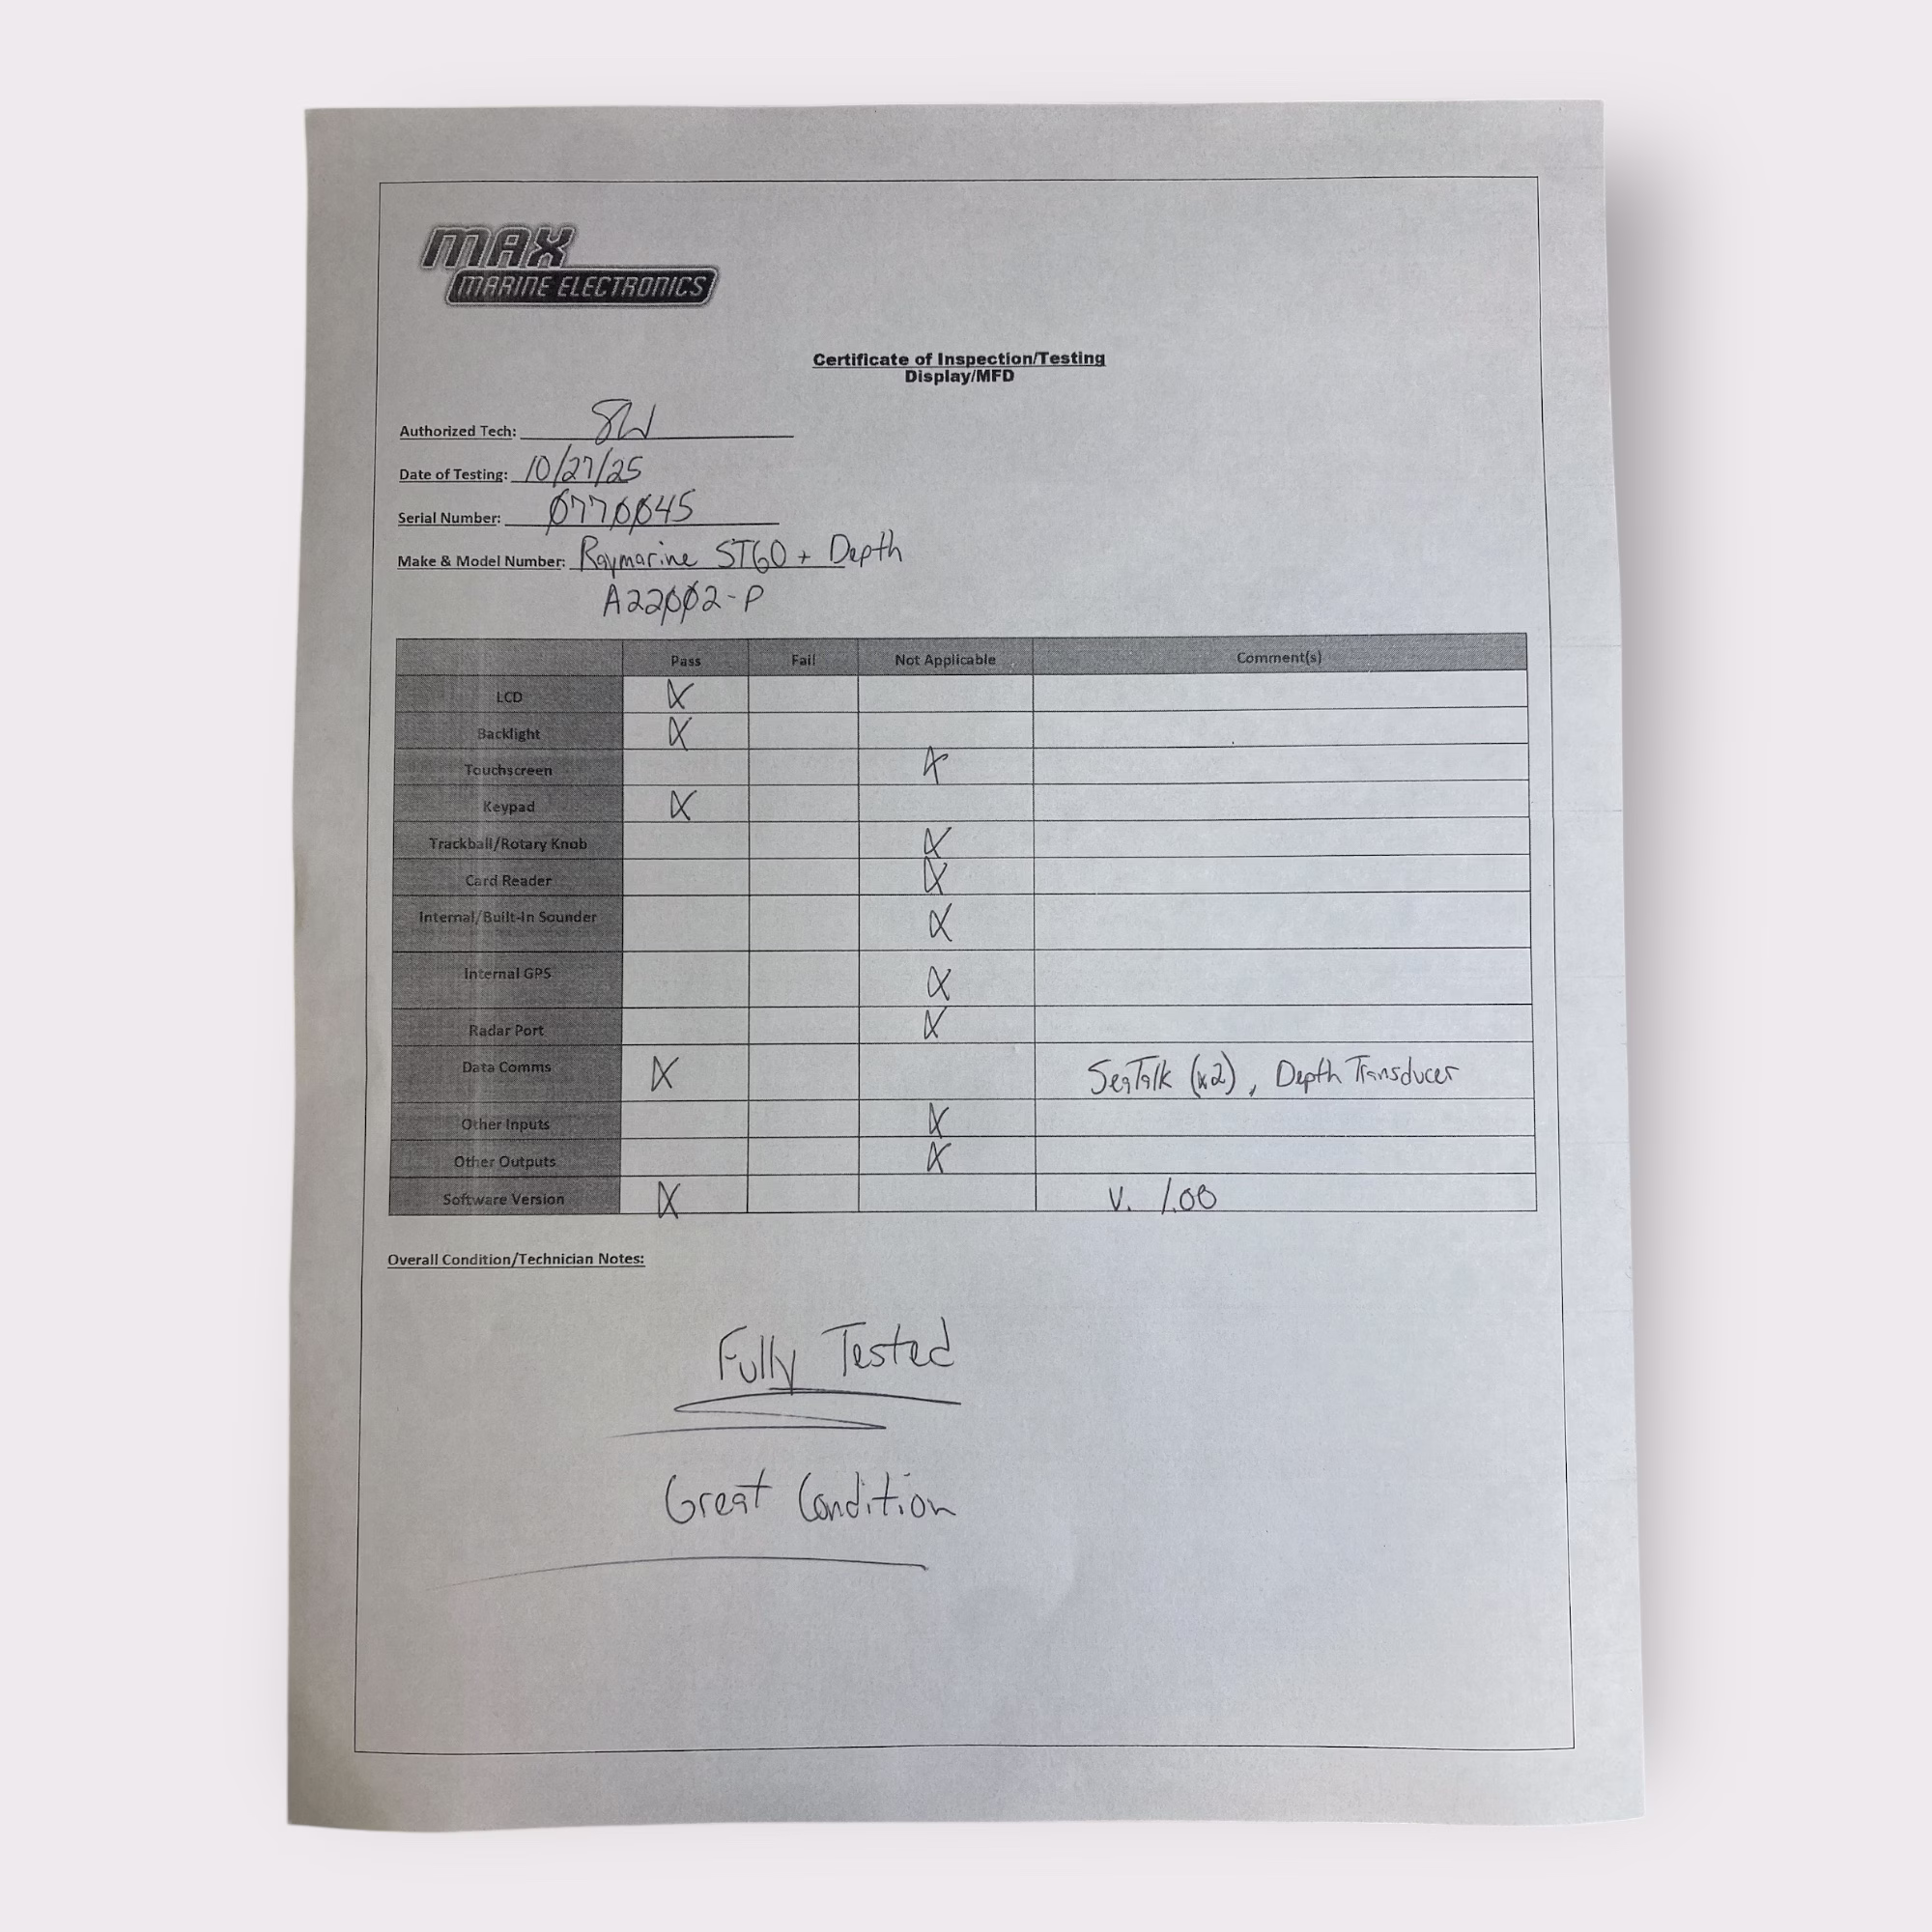 MAX
MARINE ELECTRONICS
Certificate of Inspection/Testing
Display/MFD
Authorized Tech: SW
Date of Testing: 10/27/25
Serial Number: 0770045
Make & Model Number: Raymarine ST60 + Depth
A22002-P
Pass Fail Not Applicable Comment(s)
LCD X
Backlight X
Touchscreen X
Keypad X
Trackball/Rotary Knob X
Card Reader X
Internal/Built-In Sounder X
Internal GPS X
Radar Port X
Data Comms X SeaTalk (x2), Depth Transducer
Other Inputs X
Other Outputs X
Software Version X V. 1.00
Overall Condition/Technician Notes:
Fully Tested
Great Condition